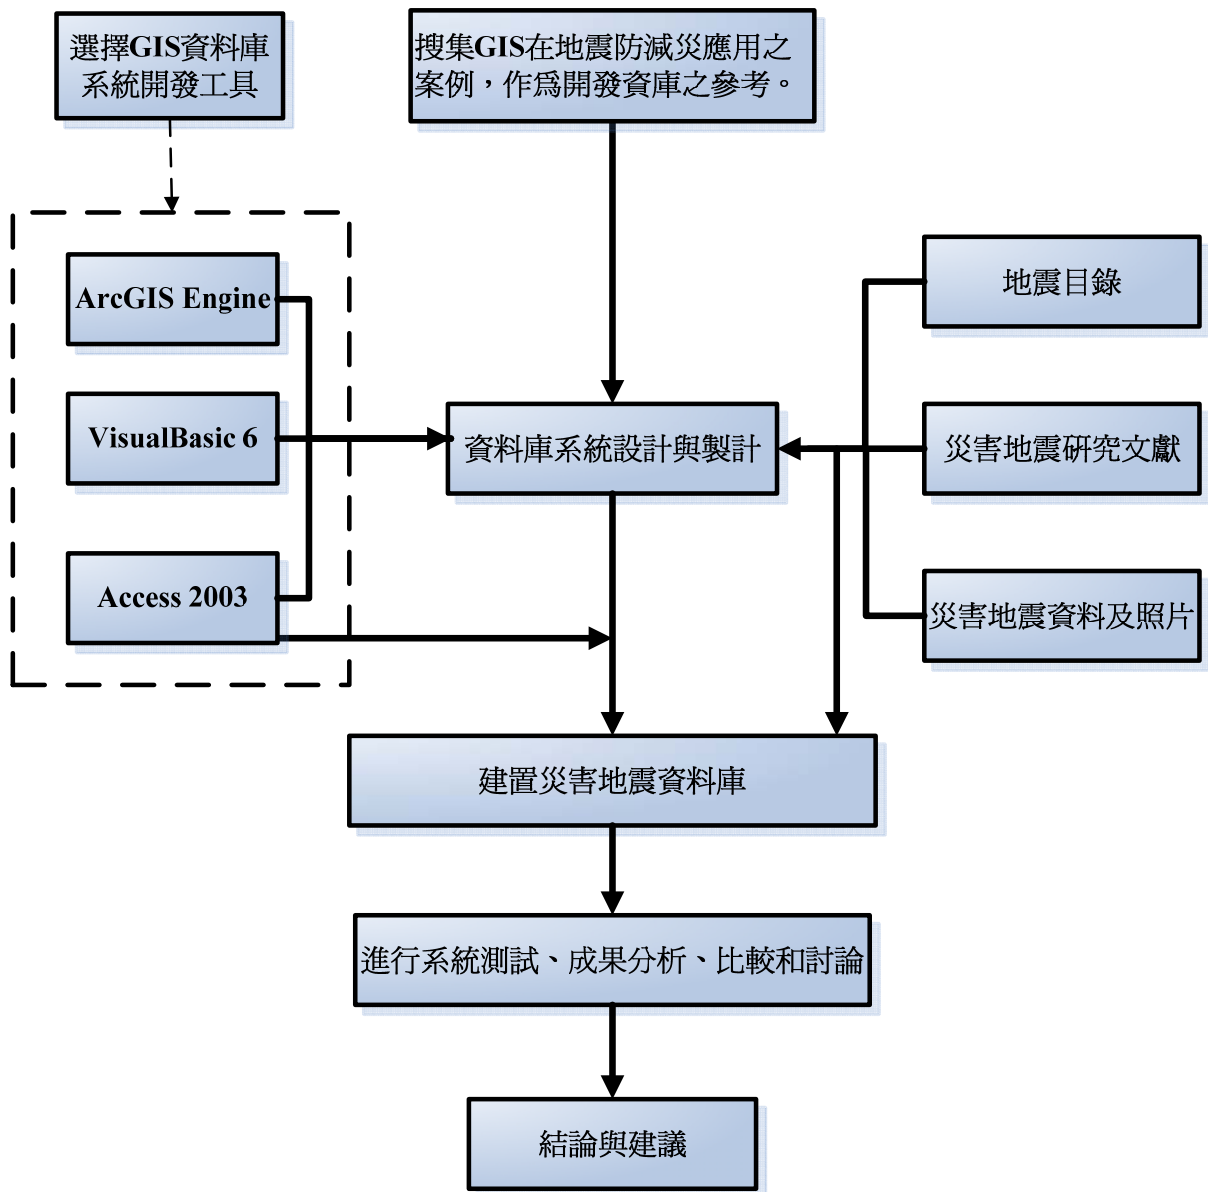 選擇GIS資料庫
系統開發工具
搜集GIS在地震防減災應用之
案例，作爲開發資庫之參考。
ArcGIS Engine
VisualBasic 6
Access 2003
資料庫系統設計與製計
地震目錄
災害地震研究文獻
災害地震資料及照片
建置災害地震資料庫
進行系統測試、成果分析、比較和討論
結論與建議